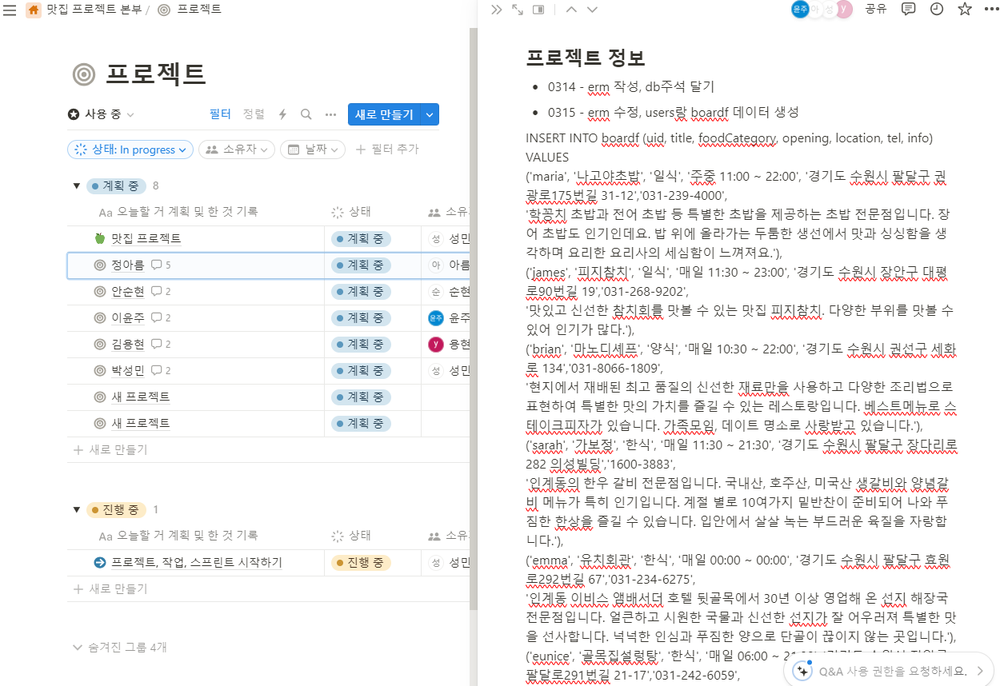 맛집 프로젝트 본부 / 프로젝트
프로젝트
사용 중
필터 정렬 새로 만들기
상태: In progress 소유자 날짜 필터 추가
계획 중 8
Aa 오늘할 거 계획 및 한 것 기록 상태
맛집 프로젝트 계획 중 성 성민
정아름 5 계획 중 아 아름
안순현 2 계획 중 순 순현
이윤주 2 계획 중 윤주 윤주
김용현 2 계획 중 y 용현
박성민 2 계획 중 성 성민
새 프로젝트 계획 중
새 프로젝트 계획 중
새로 만들기
진행 중 1
Aa 오늘할 거 계획 및 한 것 기록 상태
프로젝트, 작업, 스프린트 시작하기 진행 중 성 성민
새로 만들기
숨겨진 그룹 4개
윤주 아 성 y 공유
프로젝트 정보
• 0314 - erm 작성, db주석 달기
• 0315 - erm 수정, users랑 boardf 데이터 생성
INSERT INTO boardf (uid, title, foodCategory, opening, location, tel, info)
VALUES
('maria', '나고야초밥', '일식', '주중 11:00 ~ 22:00', '경기도 수원시 팔달구 권
광로175번길 31-12','031-239-4000',
'학꽁치 초밥과 전어 초밥 등 특별한 초밥을 제공하는 초밥 전문점입니다. 장
어 초밥도 인기인데요. 밥 위에 올라가는 두툼한 생선에서 맛과 싱싱함을 생
각하며 요리한 요리사의 세심함이 느껴져요.'),
('james', '피지참치', '일식', '매일 11:30 ~ 23:00', '경기도 수원시 장안구 대평
로90번길 19','031-268-9202',
'맛있고 신선한 참치회를 맛볼 수 있는 맛집 피지참치. 다양한 부위를 맛볼 수
있어 인기가 많다.'),
('brian', '마노디셰프', '양식', '매일 10:30 ~ 22:00', '경기도 수원시 권선구 세화
로 134','031-8066-1809',
'현지에서 재배된 최고 품질의 신선한 재료만을 사용하고 다양한 조리법으로
표현하여 특별한 맛의 가치를 즐길 수 있는 레스토랑입니다. 베스트메뉴로 스
테이크피자가 있습니다. 가족모임, 데이트 명소로 사랑받고 있습니다.'),
('sarah', '가보정', '한식', '매일 11:30 ~ 21:30', '경기도 수원시 팔달구 장다리로
282 의성빌딩','1600-3883',
'인계동의 한우 갈비 전문점입니다. 국내산, 호주산, 미국산 생갈비와 양념갈
비 메뉴가 특히 인기입니다. 계절 별로 10여가지 밑반찬이 준비되어 나와 푸
짐한 한상을 즐길 수 있습니다. 입안에서 살살 녹는 부드러운 육질을 자랑합
니다.'),
('emma', '유치회관', '한식', '매일 00:00 ~ 00:00', '경기도 수원시 팔달구 효원
로292번길 67','031-234-6275',
'인계동 이비스 앰배서더 호텔 뒷골목에서 30년 이상 영업해 온 선지 해장국
전문점입니다. 얼큰하고 시원한 국물과 신선한 선지가 잘 어우러져 특별한 맛
을 선사합니다. 넉넉한 인심과 푸짐한 양으로 단골이 끊이지 않는 곳입니다.'),
('eunice', '골목집설렁탕', '한식', '매일 06:00 ~
팔달로291번길 21-17','031-242-6059',
Q&A 사용 권한을 요청하세요.